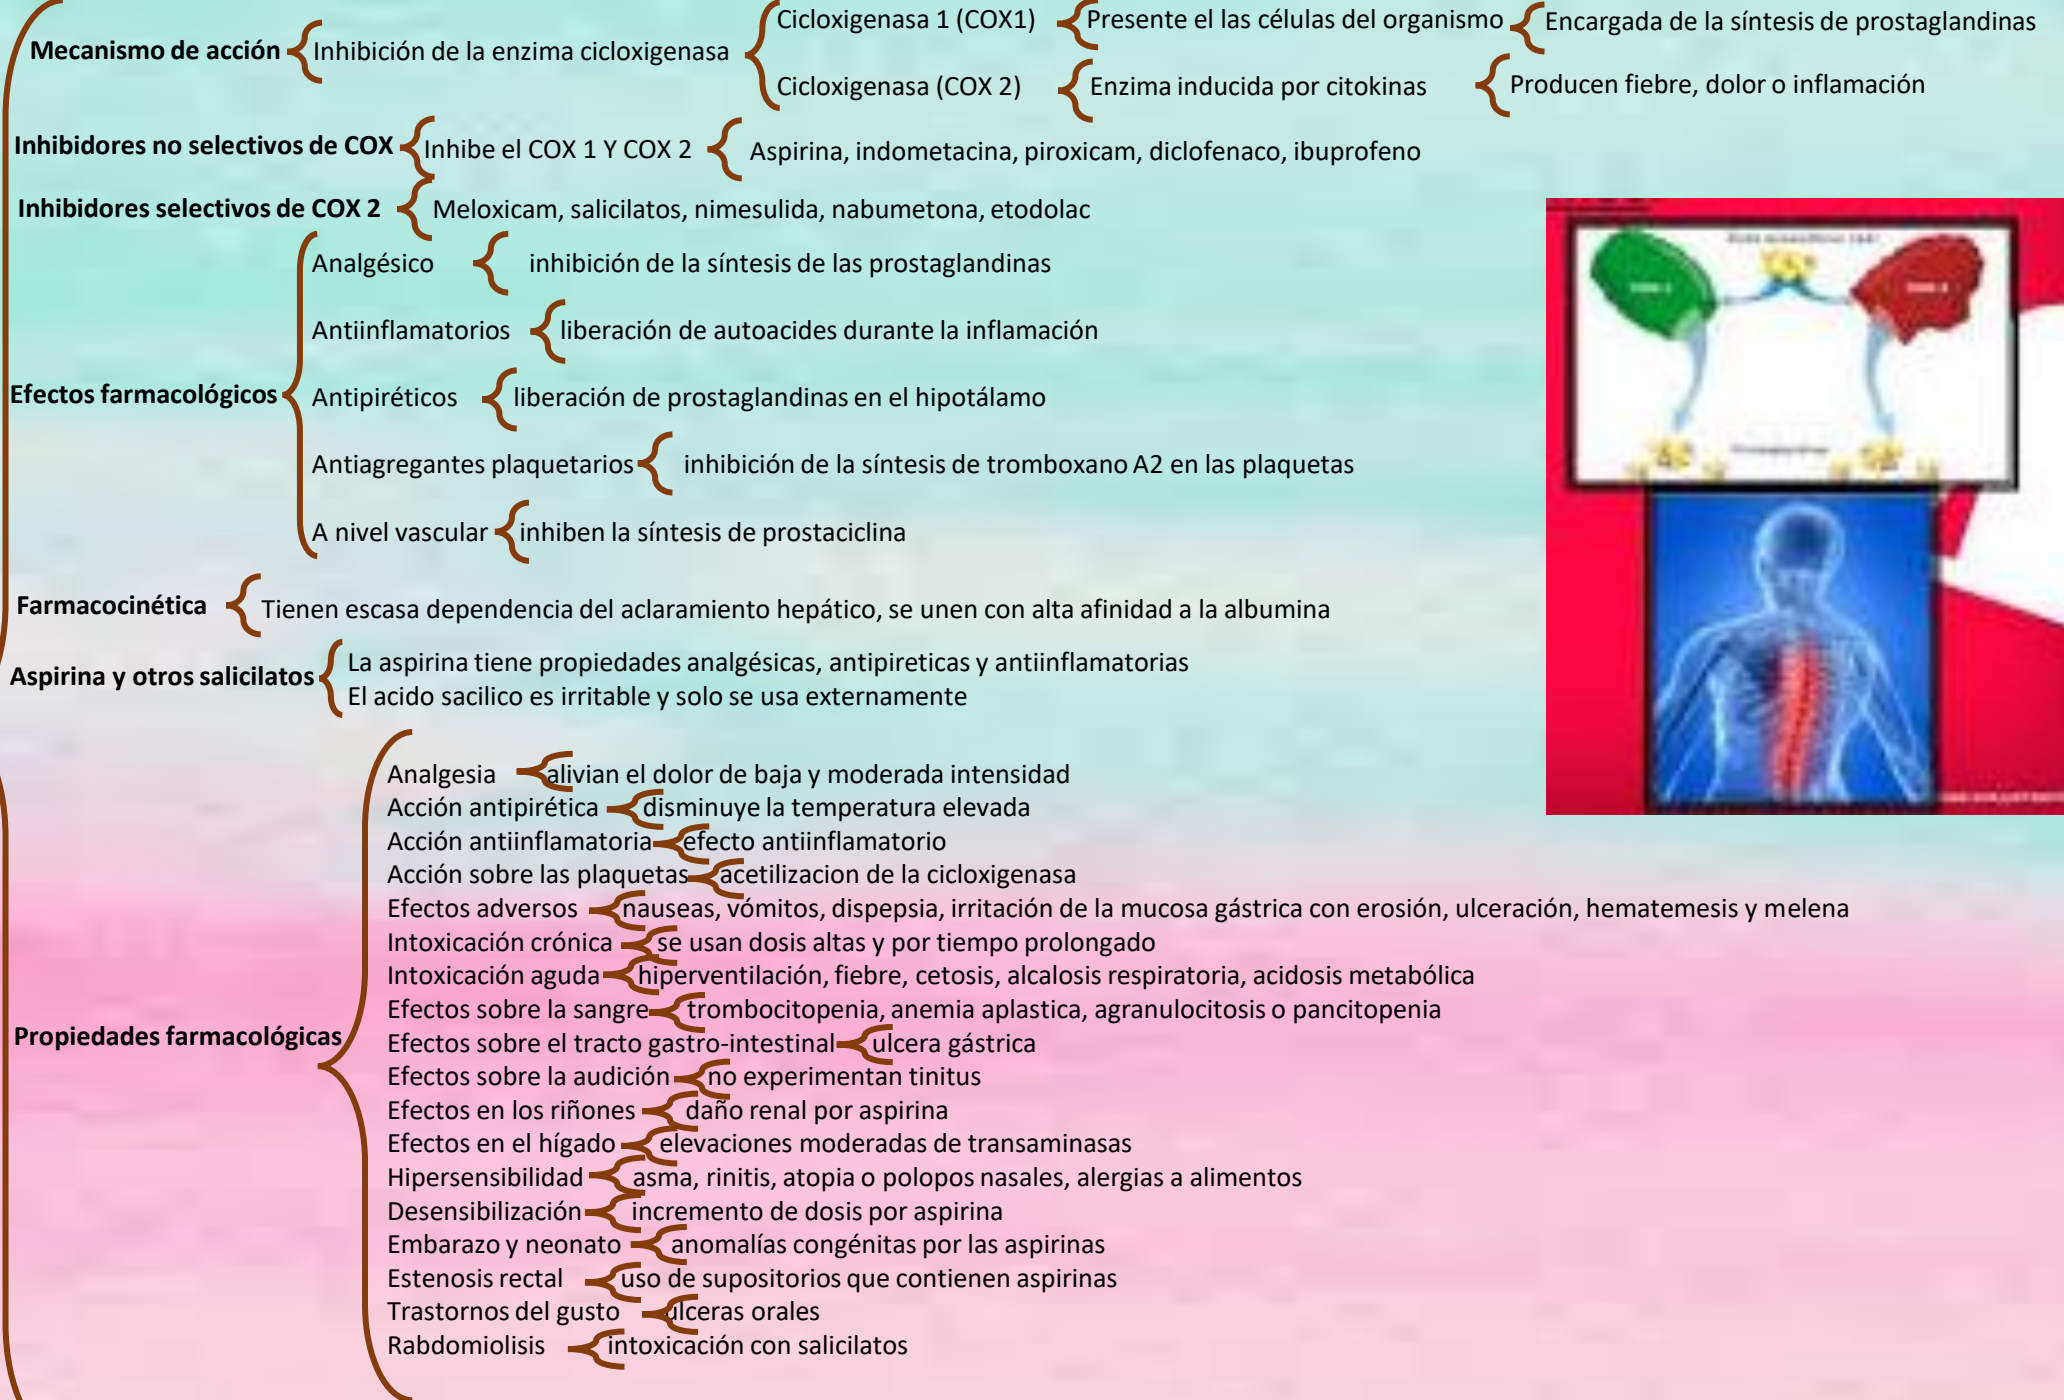 Mecanismo de acción Inhibición de la enzima cicloxigenasa
Cicloxigenasa 1 (COX1) Presente el las células del organismo Encargada de la síntesis de prostaglandinas
Cicloxigenasa (COX 2) Enzima inducida por citokinas Producen fiebre, dolor o inflamación
Inhibidores no selectivos de COX Inhibe el COX 1 Y COX 2 Aspirina, indometacina, piroxicam, diclofenaco, ibuprofeno
Inhibidores selectivos de COX 2 Meloxicam, salicilatos, nimesulida, nabumetona, etodolac
Efectos farmacológicos
Analgésico inhibición de la síntesis de las prostaglandinas
Antiinflamatorios liberación de autoacides durante la inflamación
Antipiréticos liberación de prostaglandinas en el hipotálamo
Antiagregantes plaquetarios inhibición de la síntesis de tromboxano A2 en las plaquetas
A nivel vascular inhiben la síntesis de prostaciclina
Farmacocinética Tienen escasa dependencia del aclaramiento hepático, se unen con alta afinidad a la albumina
Aspirina y otros salicilatos
La aspirina tiene propiedades analgésicas, antipireticas y antiinflamatorias
El acido sacilico es irritable y solo se usa externamente
Propiedades farmacológicas
Analgesia alivian el dolor de baja y moderada intensidad
Acción antipirética disminuye la temperatura elevada
Acción antiinflamatoria efecto antiinflamatorio
Acción sobre las plaquetas acetilizacion de la cicloxigenasa
Efectos adversos nauseas, vómitos, dispepsia, irritación de la mucosa gástrica con erosión, ulceración, hematemesis y melena
Intoxicación crónica se usan dosis altas y por tiempo prolongado
Intoxicación aguda hiperventilación, fiebre, cetosis, alcalosis respiratoria, acidosis metabólica
Efectos sobre la sangre trombocitopenia, anemia aplastica, agranulocitosis o pancitopenia
Efectos sobre el tracto gastro-intestinal ulcera gástrica
Efectos sobre la audición no experimentan tinitus
Efectos en los riñones daño renal por aspirina
Efectos en el hígado elevaciones moderadas de transaminasas
Hipersensibilidad asma, rinitis, atopia o polopos nasales, alergias a alimentos
Desensibilización incremento de dosis por aspirina
Embarazo y neonato anomalías congénitas por las aspirinas
Estenosis rectal uso de supositorios que contienen aspirinas
Trastornos del gusto ulceras orales
Rabdomiolisis intoxicación con salicilatos